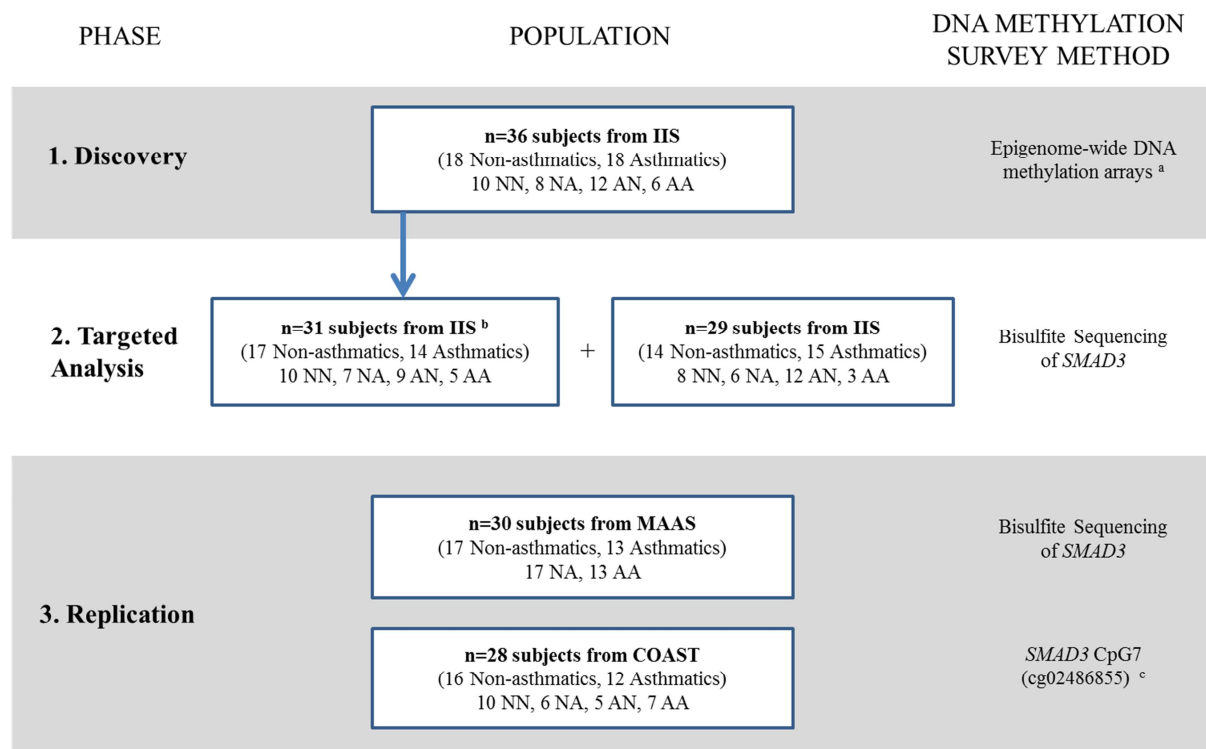 PHASE
POPULATION
DNA METHYLATION
SURVEY METHOD
1. Discovery
n=36 subjects from IIS
(18 Non-asthmatics, 18 Asthmatics)
10 NN, 8 NA, 12 AN, 6 AA
Epigenome-wide DNA
methylation arrays a
2. Targeted
Analysis
n=31 subjects from IIS b
(17 Non-asthmatics, 14 Asthmatics)
10 NN, 7 NA, 9 AN, 5 AA
+
n=29 subjects from IIS
(14 Non-asthmatics, 15 Asthmatics)
8 NN, 6 NA, 12 AN, 3 AA
Bisulfite Sequencing
of SMAD3
3. Replication
n=30 subjects from MAAS
(17 Non-asthmatics, 13 Asthmatics)
17 NA, 13 AA
Bisulfite Sequencing
of SMAD3
n=28 subjects from COAST
(16 Non-asthmatics, 12 Asthmatics)
10 NN, 6 NA, 5 AN, 7 AA
SMAD3 CpG7
(cg02486855) c